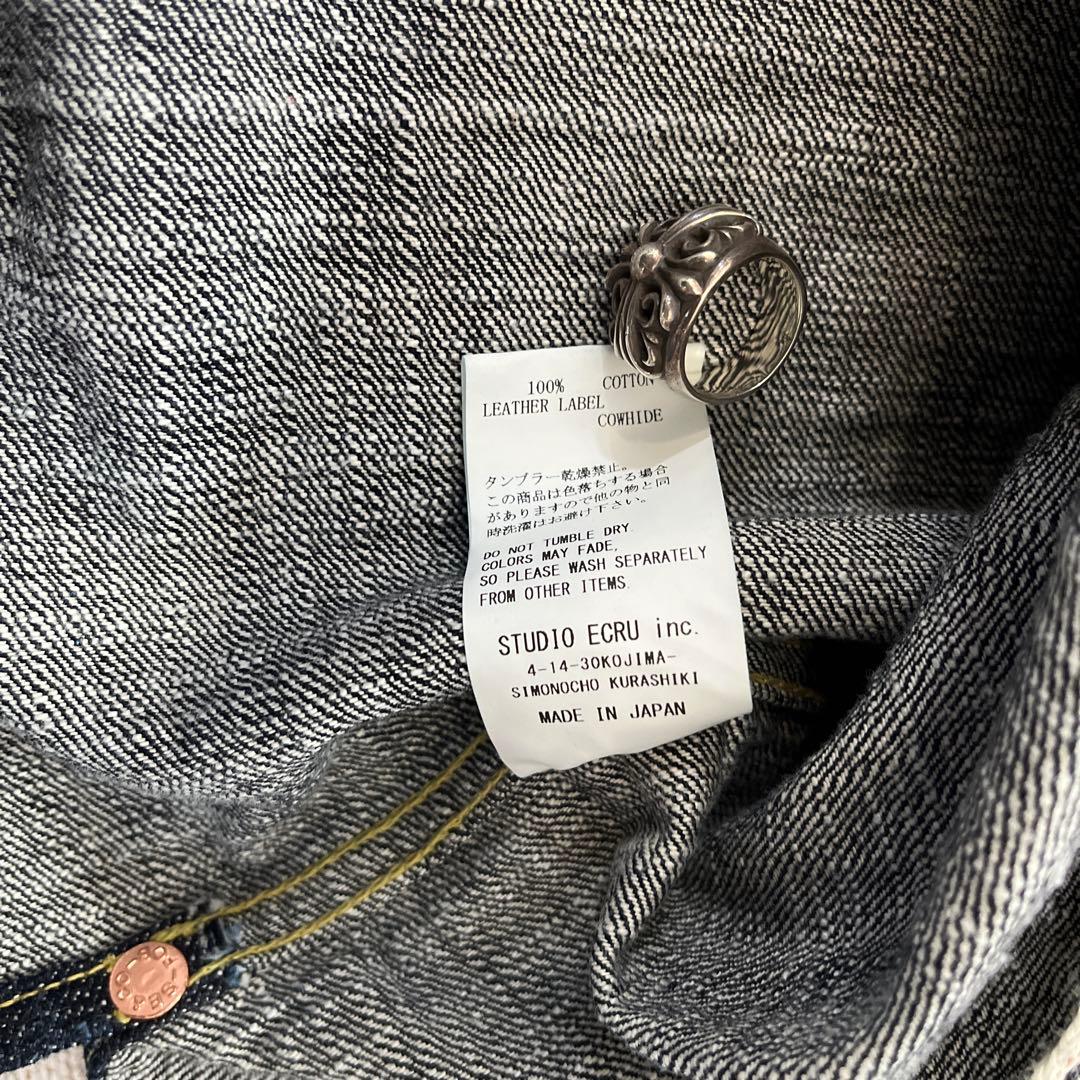 100% COTTON
LEATHER LABEL
COWHIDE
タンブラー乾燥禁止。
この商品は色落ちする場合
がありますので他の物と同
時洗濯はお避け下さい。
DO NOT TUMBLE DRY.
COLORS MAY FADE,
SO PLEASE WASH SEPARATELY
FROM OTHER ITEMS.
STUDIO ECRU inc.
4-14-30KOJIMA-
SIMONOCHO KURASHIKI
MADE IN JAPAN